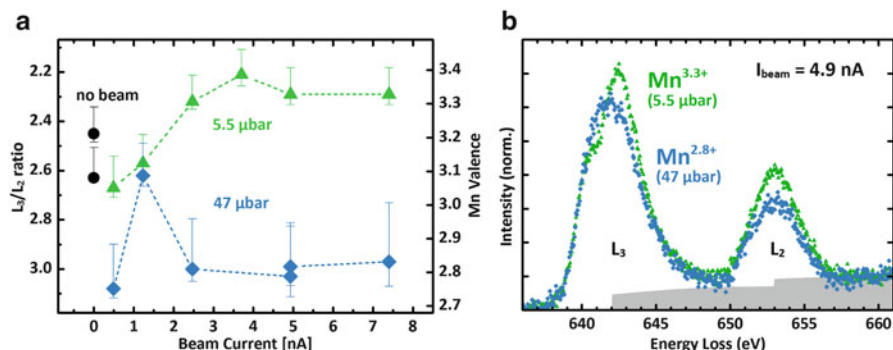 a
L₃/L₂ ratio
2.2
2.4
2.6
2.8
3.0
no beam
5.5 µbar
47 µbar
3.4
3.3
3.2
3.1
3.0
2.9
2.8
2.7
Mn Valence
0 1 2 3 4 5 6 7 8
Beam Current [nA]
b
Intensity (norm.)
Mn3.3+
(5.5 µbar)
I beam = 4.9 nA
Mn2.8+
(47 µbar)
L₃
L₂
640 645 650 655 660
Energy Loss (eV)